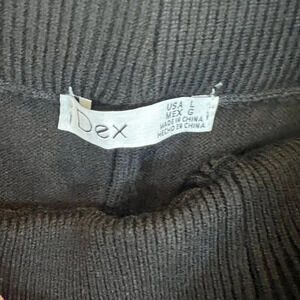 Dex
USA L
MEX G
MADE IN CHINA
HECHO EN CHINA